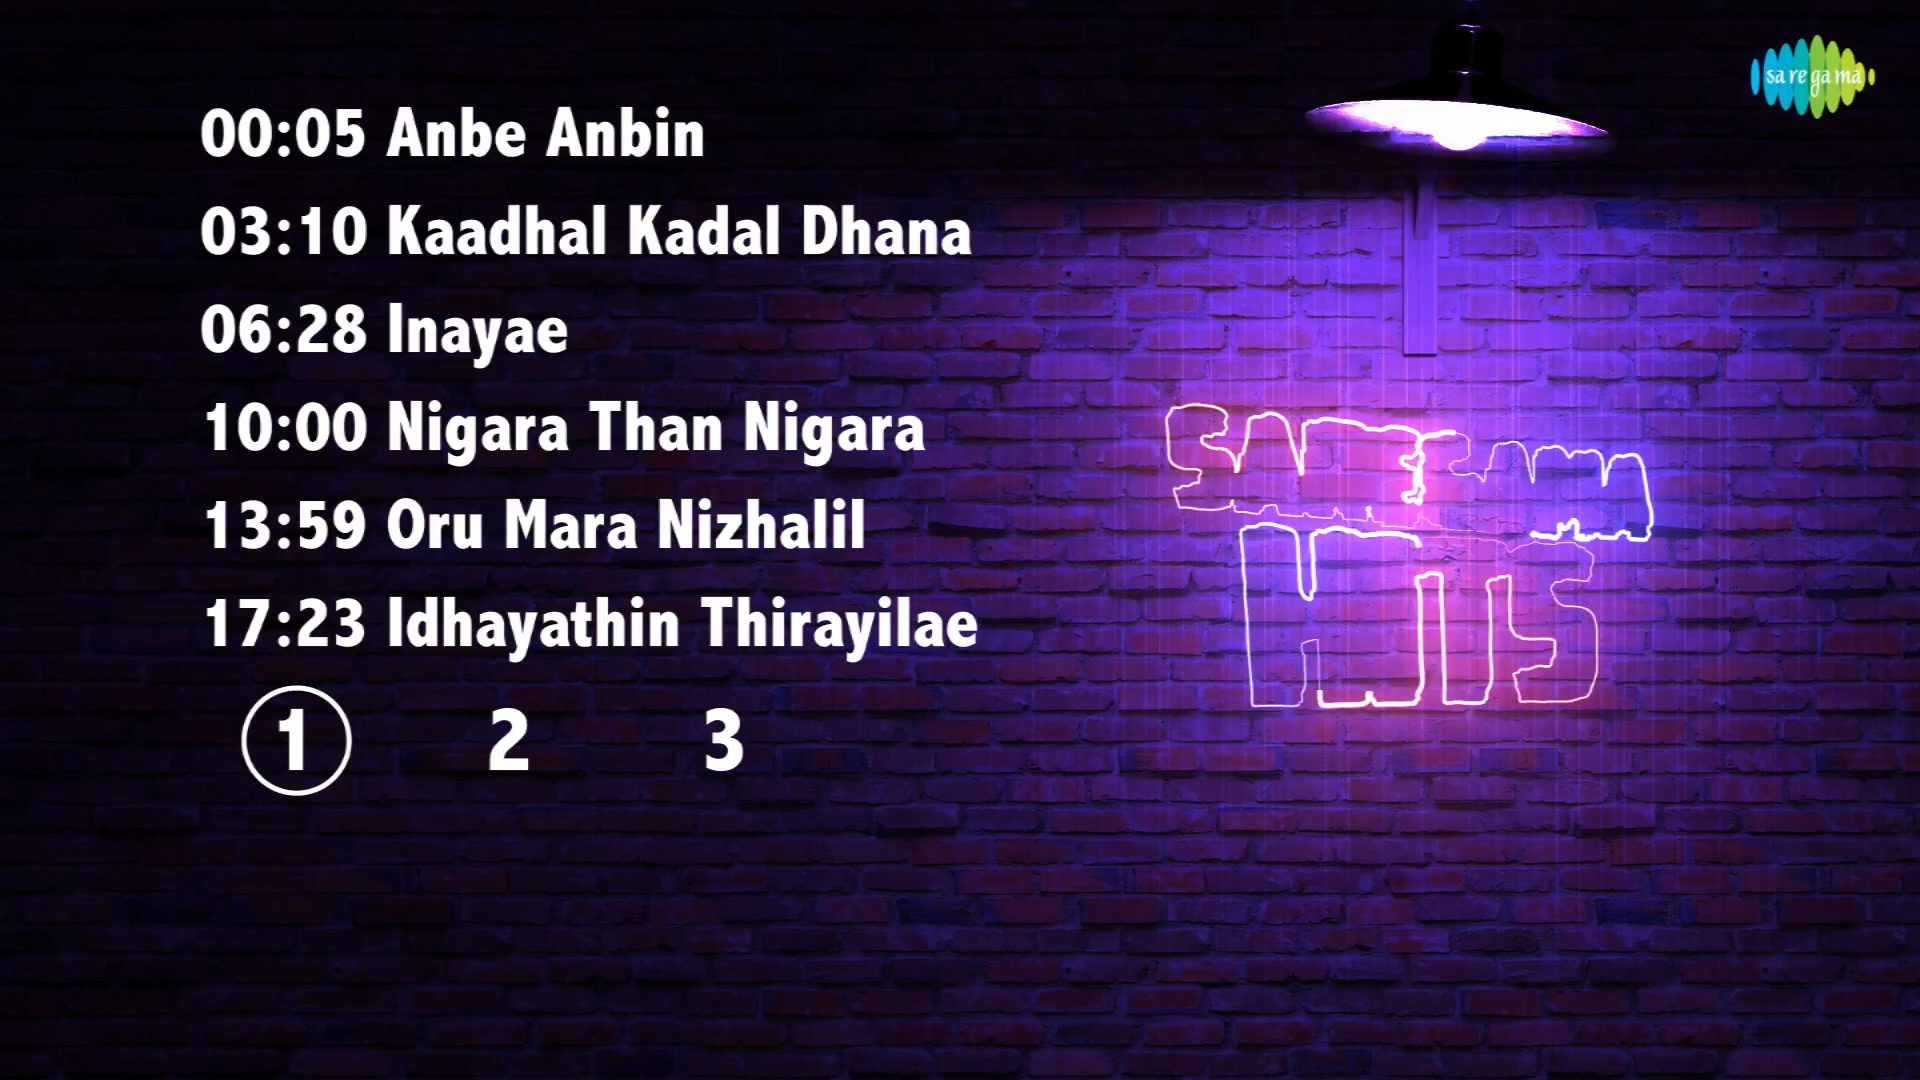 saregama
00:05 Anbe Anbin
03:10 Kaadhal Kadal Dhana
06:28 Inayae
10:00 Nigara Than Nigara
13:59 Oru Mara Nizhalil
17:23 Idhayathin Thirayilae
1 2 3